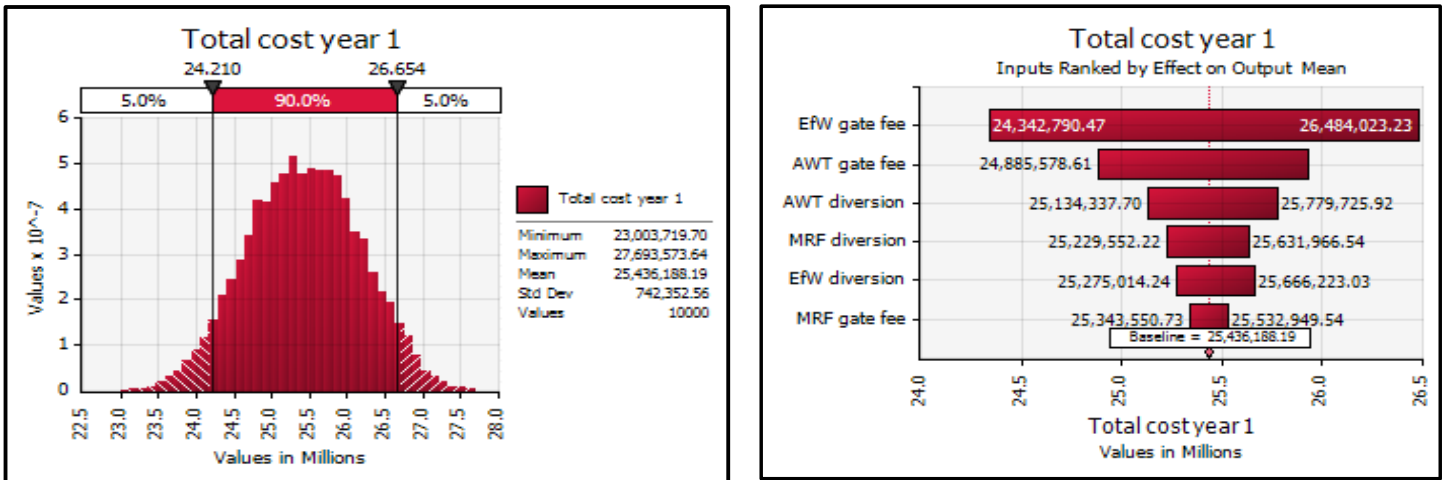 Total cost year 1
24.210 26.654
5.0% 90.0% 5.0%
6
5
4
3
2
1
0
Values x 10^-7
22.5 23.0 23.5 24.0 24.5 25.0 25.5 26.0 26.5 27.0 27.5 28.0
Values in Millions
Total cost year 1
Minimum 23,003,719.70
Maximum 27,693,573.64
Mean 25,436,188.19
Std Dev 742,352.56
Values 10000
Total cost year 1
Inputs Ranked by Effect on Output Mean
EfW gate fee 24,342,790.47 26,484,023.23
AWT gate fee 24,885,578.61
AWT diversion 25,134,337.70 25,779,725.92
MRF diversion 25,229,552.22 25,631,966.54
EfW diversion 25,275,014.24 25,666,223.03
MRF gate fee 25,343,550.73 25,532,949.54
Baseline = 25,436,188.19
24.0 24.5 25.0 25.5 26.0 26.5
Total cost year 1
Values in Millions